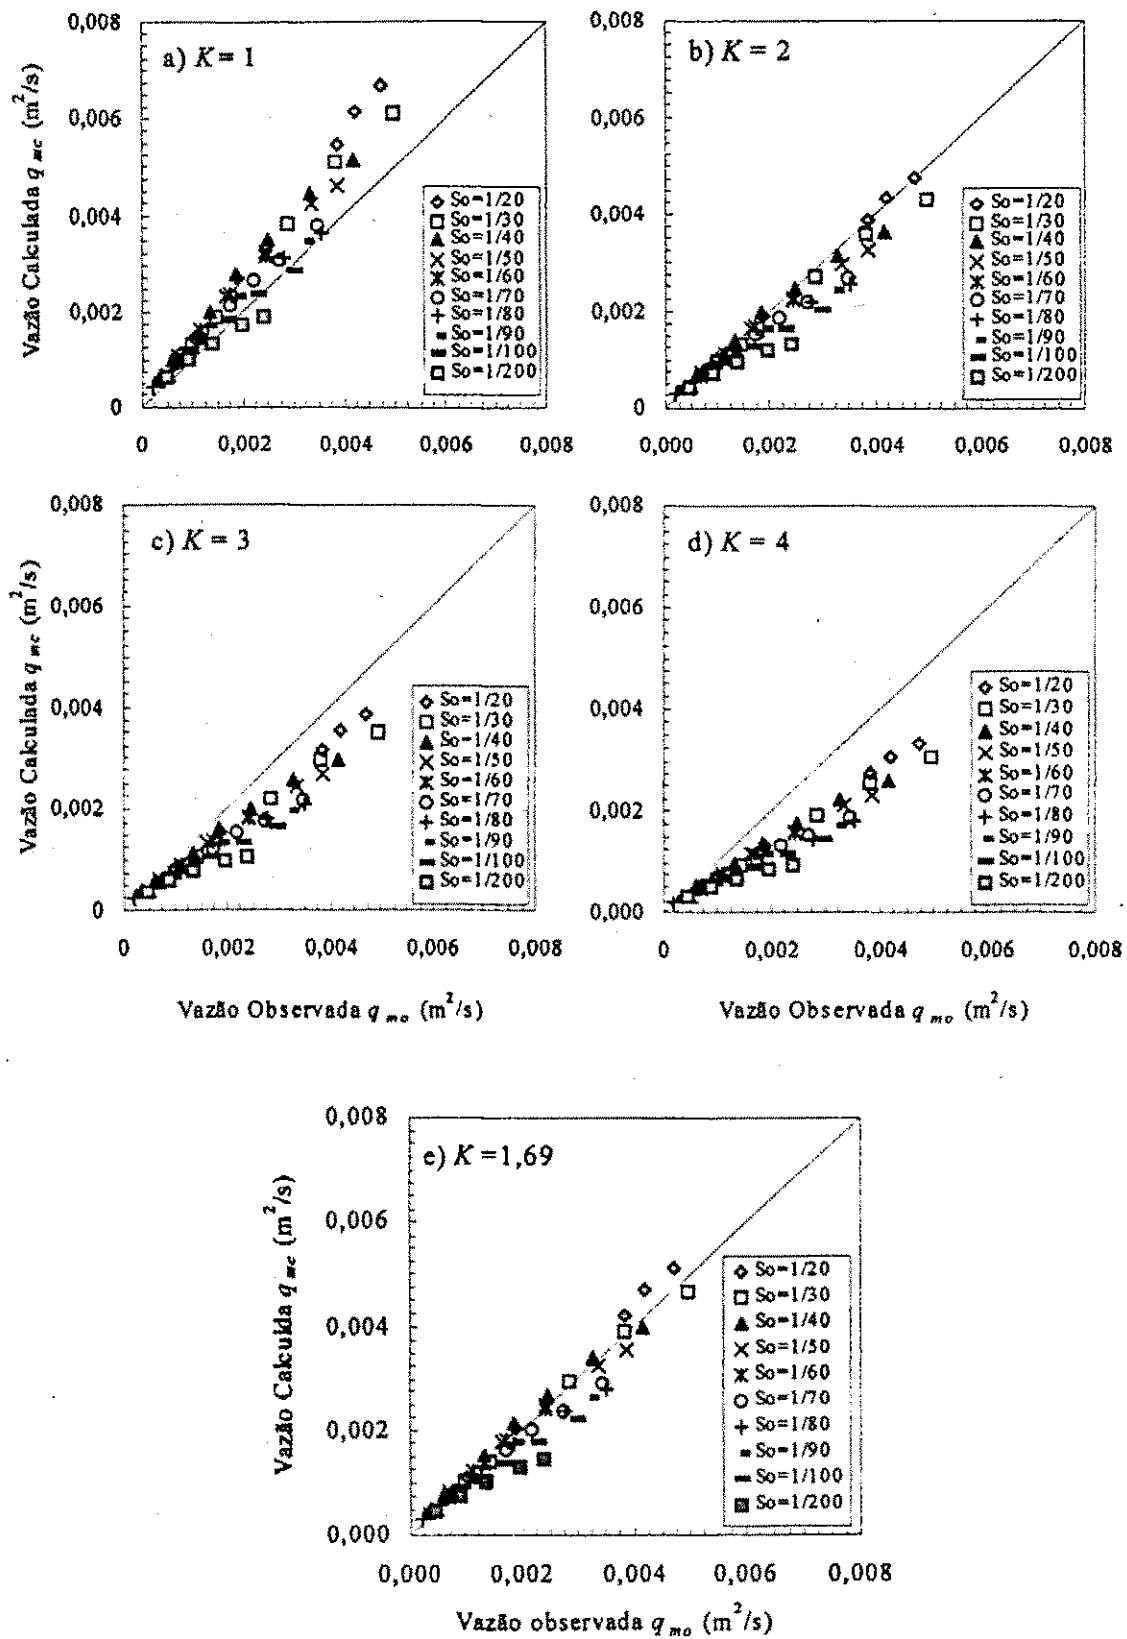 a) K = 1
Vazão Calculada q mc (m²/s)
0,008
0,006
0,004
0,002
0
So=1/20
So=1/30
So=1/40
So=1/50
So=1/60
So=1/70
So=1/80
So=1/90
So=1/100
So=1/200
0 0,002 0,004 0,006 0,008
b) K = 2
0,008
0,006
0,004
0,002
0
So=1/20
So=1/30
So=1/40
So=1/50
So=1/60
So=1/70
So=1/80
So=1/90
So=1/100
So=1/200
0,000 0,002 0,004 0,006 0,008
c) K = 3
Vazão Calculada q mc (m²/s)
0,008
0,006
0,004
0,002
0
So=1/20
So=1/30
So=1/40
So=1/50
So=1/60
So=1/70
So=1/80
So=1/90
So=1/100
So=1/200
0 0,002 0,004 0,006 0,008
Vazão Observada q mo (m²/s)
d) K = 4
0,008
0,006
0,004
0,002
0,000
So=1/20
So=1/30
So=1/40
So=1/50
So=1/60
So=1/70
So=1/80
So=1/90
So=1/100
So=1/200
0 0,002 0,004 0,006 0,008
Vazão Observada q mo (m²/s)
e) K =1,69
Vazão Calcuida q mc (m²/s)
0,008
0,006
0,004
0,002
0,000
So=1/20
So=1/30
So=1/40
So=1/50
So=1/60
So=1/70
So=1/80
So=1/90
So=1/100
So=1/200
0,000 0,002 0,004 0,006 0,008
Vazão observada q mo (m²/s)